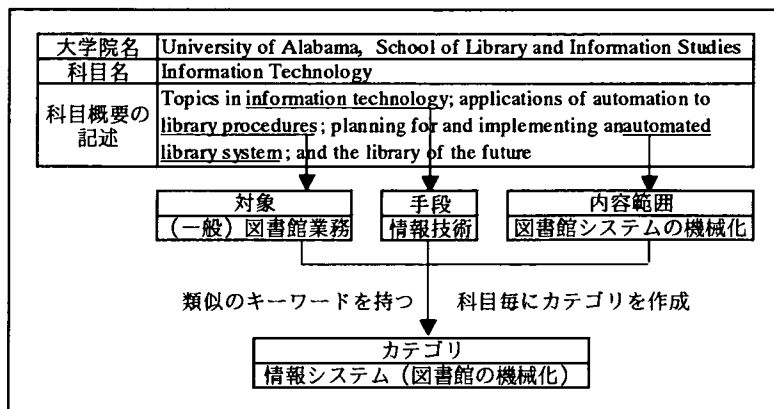 大学院名 University of Alabama, School of Library and Information Studies
科目名 Information Technology
科目概要の記述 Topics in information technology; applications of automation to
library procedures; planning for and implementing anautomated
library system; and the library of the future
対象 手段 内容範囲
(一般)図書館業務 情報技術 図書館システムの機械化
類似のキーワードを持つ 科目毎にカテゴリを作成
カテゴリ
情報システム(図書館の機械化)